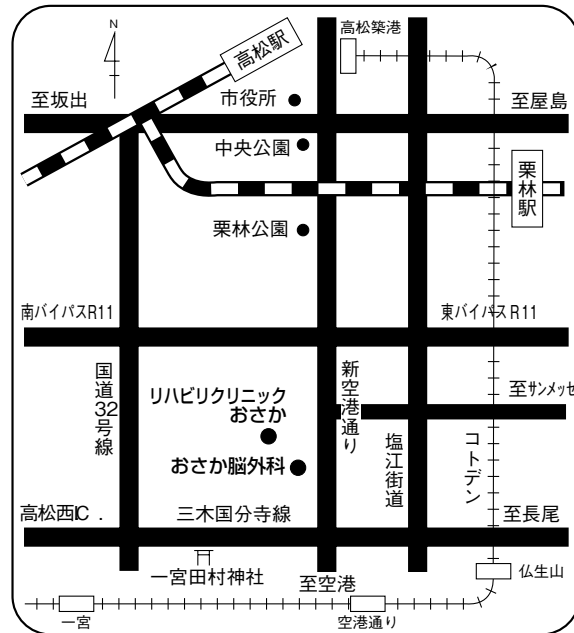 N
高松築港
高松駅
至坂出
市役所
至屋島
中央公園
栗林駅
栗林公園
南バイパスR11
東バイパスR11
国道32号線
新空港通り
リハビリクリニック
おさか
至サンメッセ
塩江街道
コトデン
おさか脳外科
高松西IC.
三木国分寺線
至長尾
一宮田村神社
至空港
仏生山
一宮
空港通り